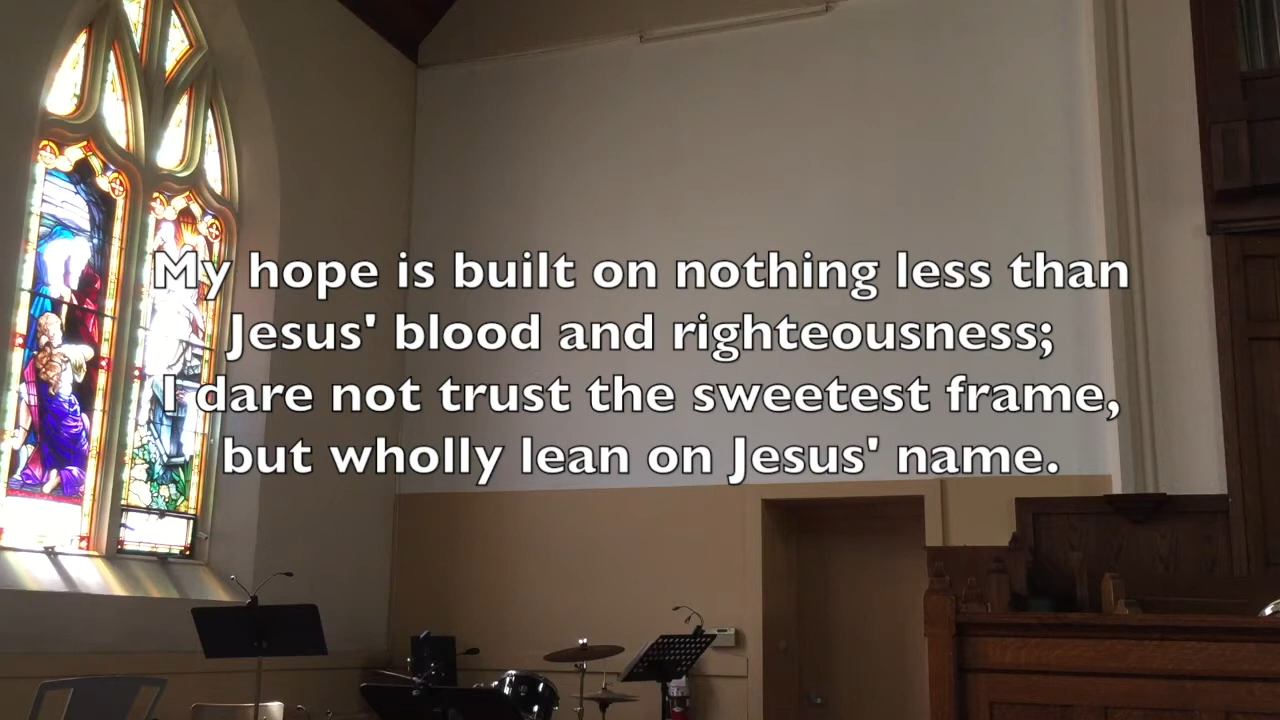 My hope is built on nothing less than
Jesus' blood and righteousness;
I dare not trust the sweetest frame,
but wholly lean on Jesus' name.